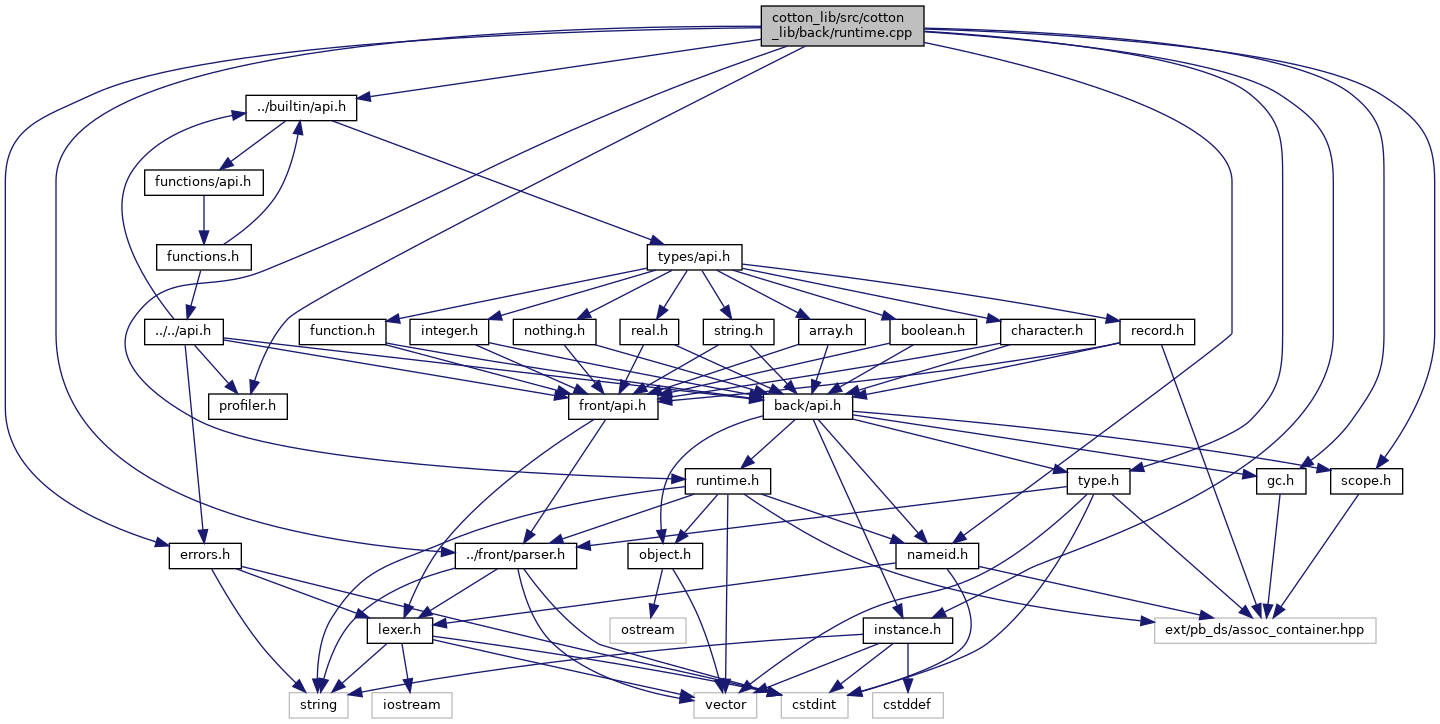 cotton_lib/src/cotton
_lib/back/runtime.cpp
../builtin/api.h
functions/api.h
functions.h
types/api.h
../../api.h
function.h
integer.h
nothing.h
real.h
string.h
array.h
boolean.h
character.h
record.h
profiler.h
front/api.h
back/api.h
runtime.h
type.h
gc.h
scope.h
errors.h
../front/parser.h
object.h
nameid.h
lexer.h
ostream
instance.h
ext/pb_ds/assoc_container.hpp
string
iostream
vector
cstdint
cstddef